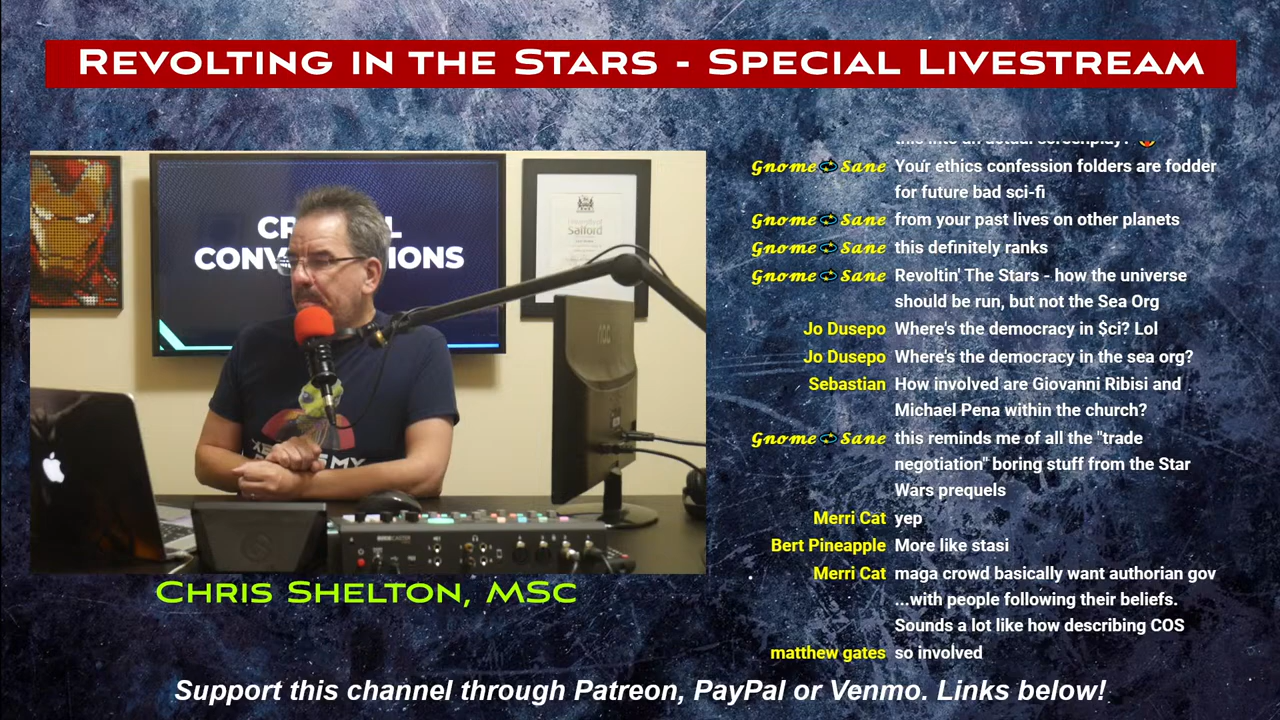 Revolting in the Stars - Special Livestream
this into an actual screenplay?
Gnome Sane Your ethics confession folders are fodder
for future bad sci-fi
Gnome Sane from your past lives on other planets
Gnome Sane this definitely ranks
Gnome Sane Revoltin' The Stars - how the universe
should be run, but not the Sea Org
Jo Dusepo Where's the democracy in $ci? Lol
Jo Dusepo Where's the democracy in the sea org?
Sebastian How involved are Giovanni Ribisi and
Michael Pena within the church?
Gnome Sane this reminds me of all the "trade
negotiation" boring stuff from the Star
Wars prequels
Merri Cat yep
Bert Pineapple More like stasi
Merri Cat maga crowd basically want authorian gov
...with people following their beliefs.
Sounds a lot like how describing COS
matthew gates so involved
Salford
Chris Shelton, MSc
Support this channel through Patreon, PayPal or Venmo. Links below!